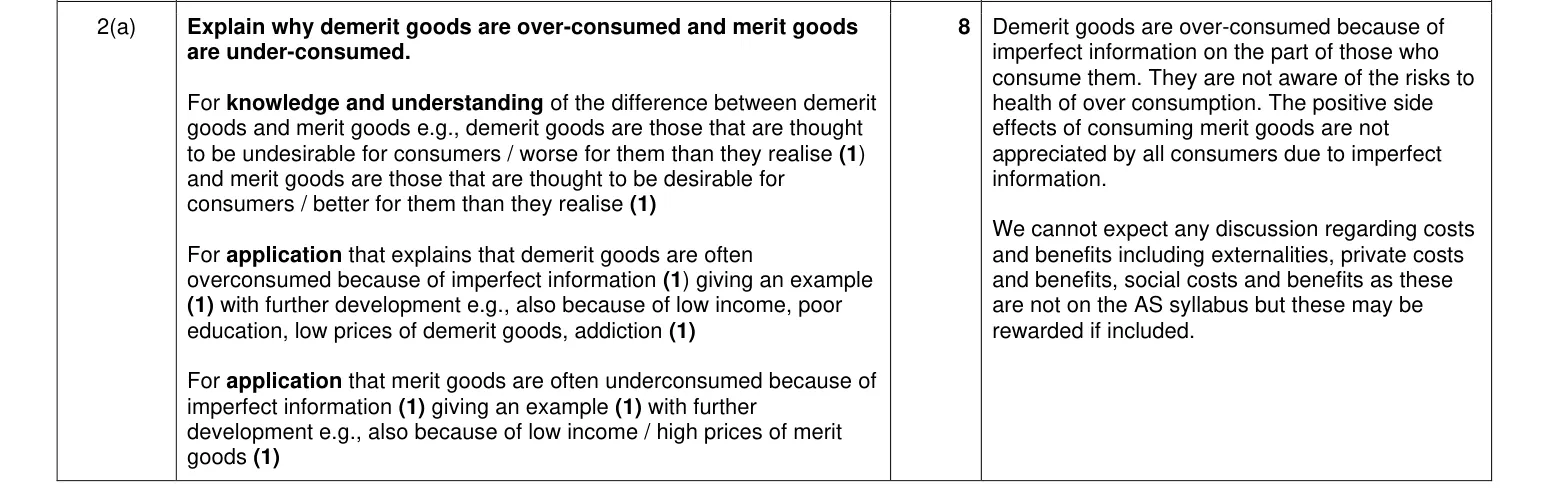 2(a)
Explain why demerit goods are over-consumed and merit goods
are under-consumed.
For knowledge and understanding of the difference between demerit
goods and merit goods e.g., demerit goods are those that are thought
to be undesirable for consumers / worse for them than they realise (1)
and merit goods are those that are thought to be desirable for
consumers / better for them than they realise (1)
For application that explains that demerit goods are often
overconsumed because of imperfect information (1) giving an example
(1) with further development e.g., also because of low income, poor
education, low prices of demerit goods, addiction (1)
For application that merit goods are often underconsumed because of
imperfect information (1) giving an example (1) with further
development e.g., also because of low income / high prices of merit
goods (1)
8
Demerit goods are over-consumed because of
imperfect information on the part of those who
consume them. They are not aware of the risks to
health of over consumption. The positive side
effects of consuming merit goods are not
appreciated by all consumers due to imperfect
information.
We cannot expect any discussion regarding costs
and benefits including externalities, private costs
and benefits, social costs and benefits as these
are not on the AS syllabus but these may be
rewarded if included.